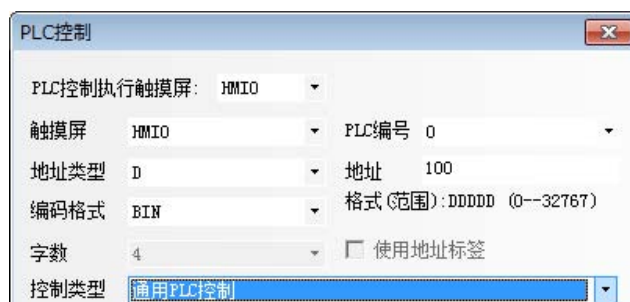 PLC控制
PLC控制执行触摸屏: HMI0
触摸屏 HMI0 PLC编号 0
地址类型 D 地址 100
编码格式 BIN 格式(范围):DDDDD (0--32767)
字数 4 使用地址标签
控制类型 通用PLC控制